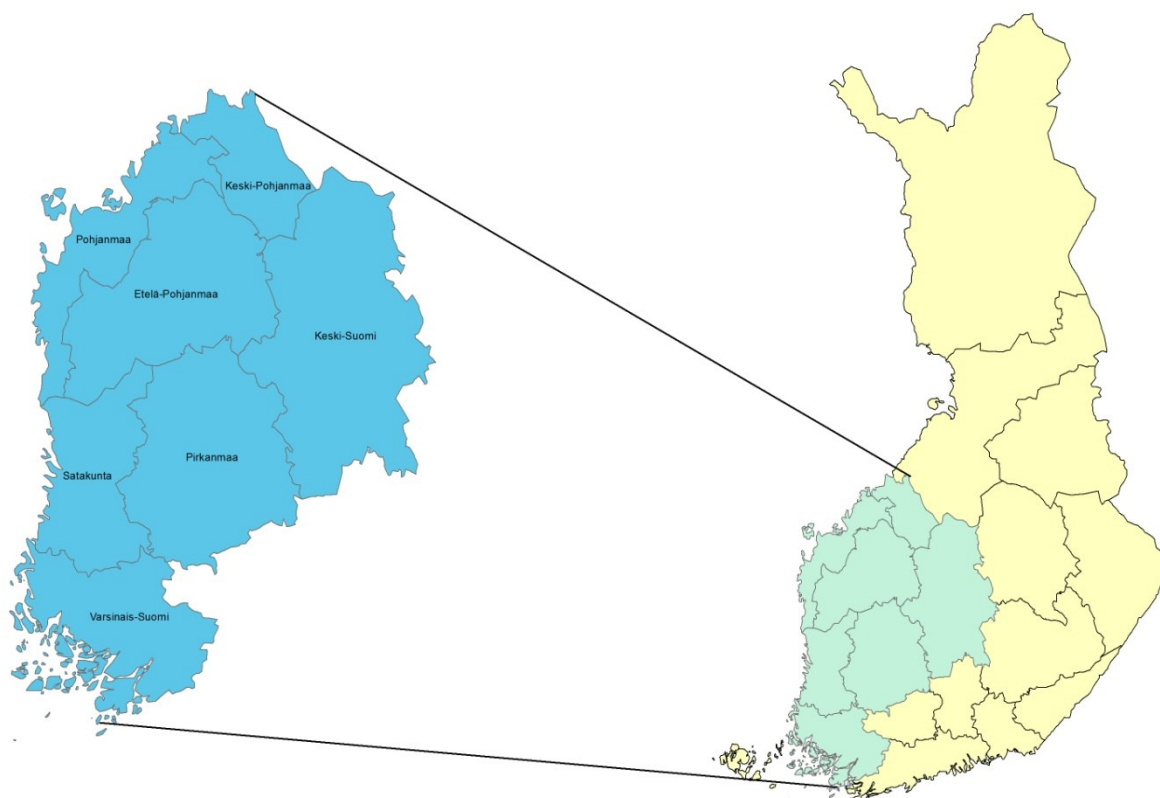 Keski-Pohjanmaa
Pohjanmaa
Etelä-Pohjanmaa
Keski-Suomi
Pirkanmaa
Satakunta
Varsinais-Suomi